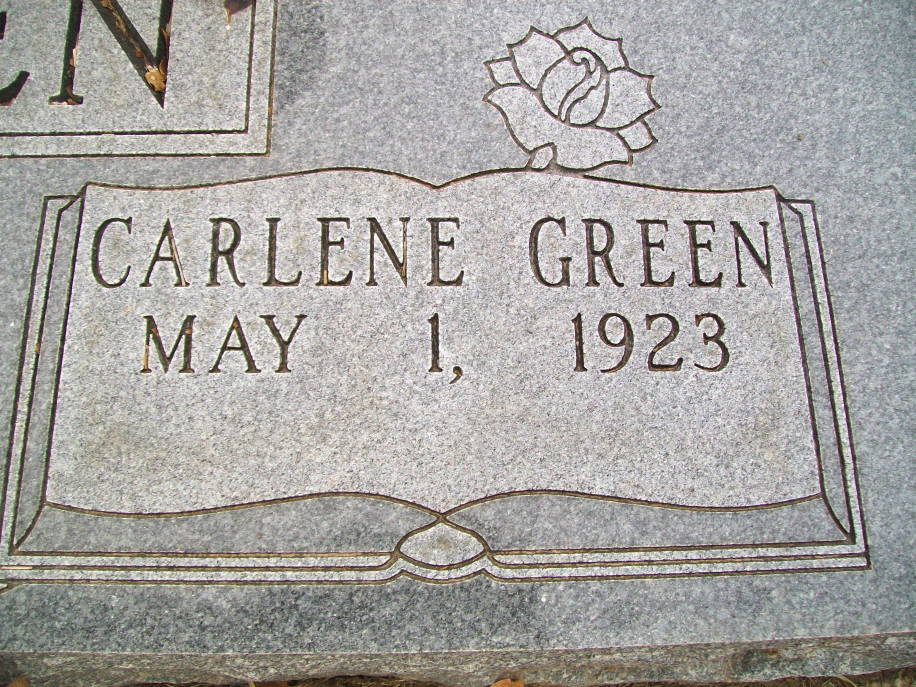 CARLENE GREEN
MAY 1, 1923